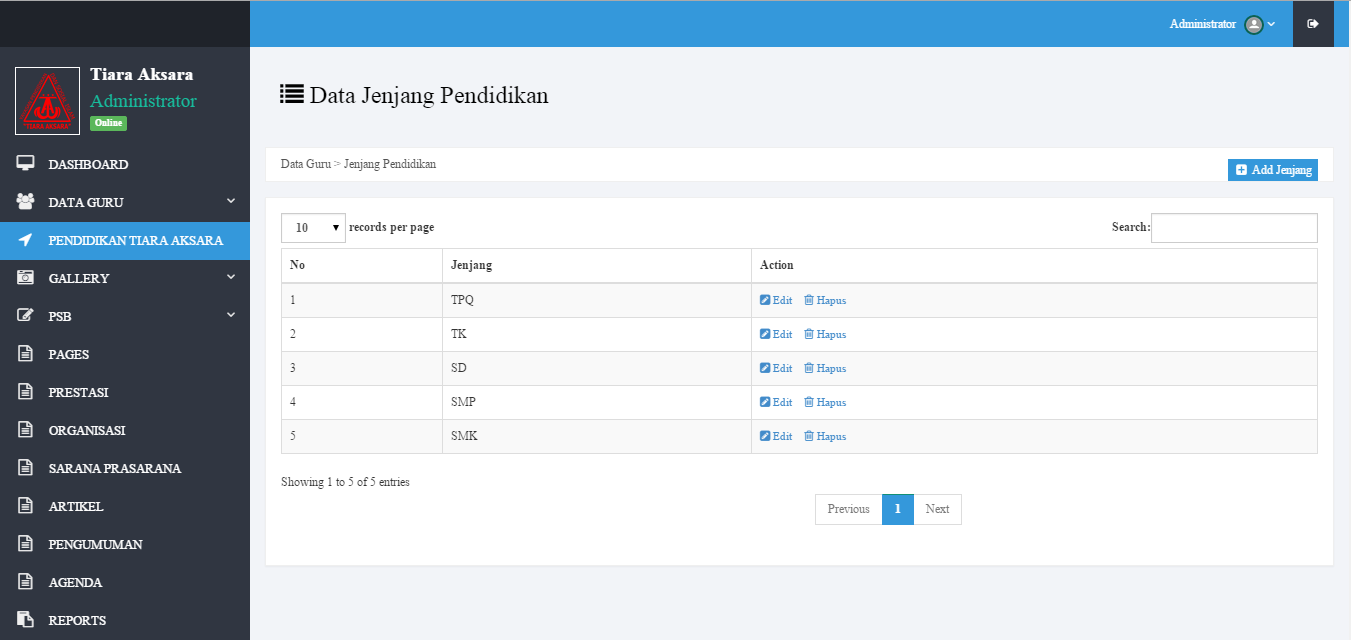 Administrator
Tiara Aksara
Administrator
Online
TIARA AKSARA
DASHBOARD
DATA GURU
PENDIDIKAN TIARA AKSARA
GALLERY
PSB
PAGES
PRESTASI
ORGANISASI
SARANA PRASARANA
ARTIKEL
PENGUMUMAN
AGENDA
REPORTS
Data Jenjang Pendidikan
Data Guru > Jenjang Pendidikan
Add Jenjang
10 records per page
Search:
No Jenjang Action
1 TPQ Edit Hapus
2 TK Edit Hapus
3 SD Edit Hapus
4 SMP Edit Hapus
5 SMK Edit Hapus
Showing 1 to 5 of 5 entries
Previous 1 Next